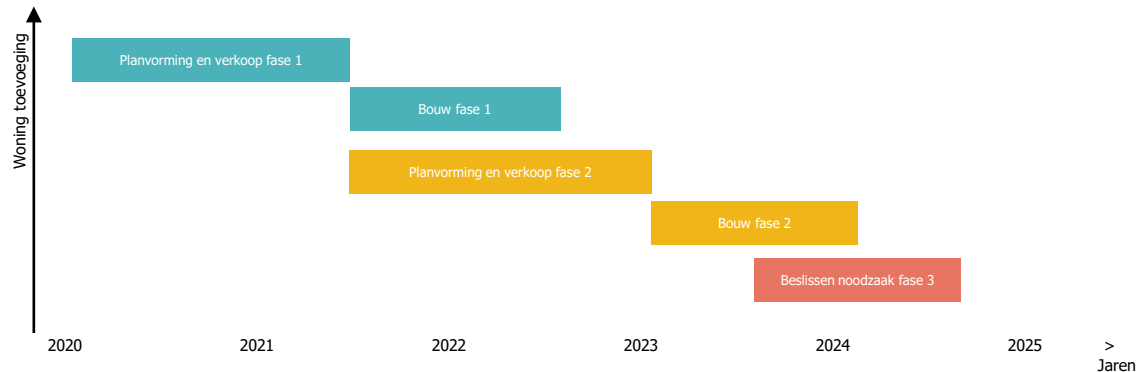 Woning toevoeging
Planvorming en verkoop fase 1
Bouw fase 1
Planvorming en verkoop fase 2
Bouw fase 2
Beslissen noodzaak fase 3
2020 2021 2022 2023 2024 2025 >
Jaren